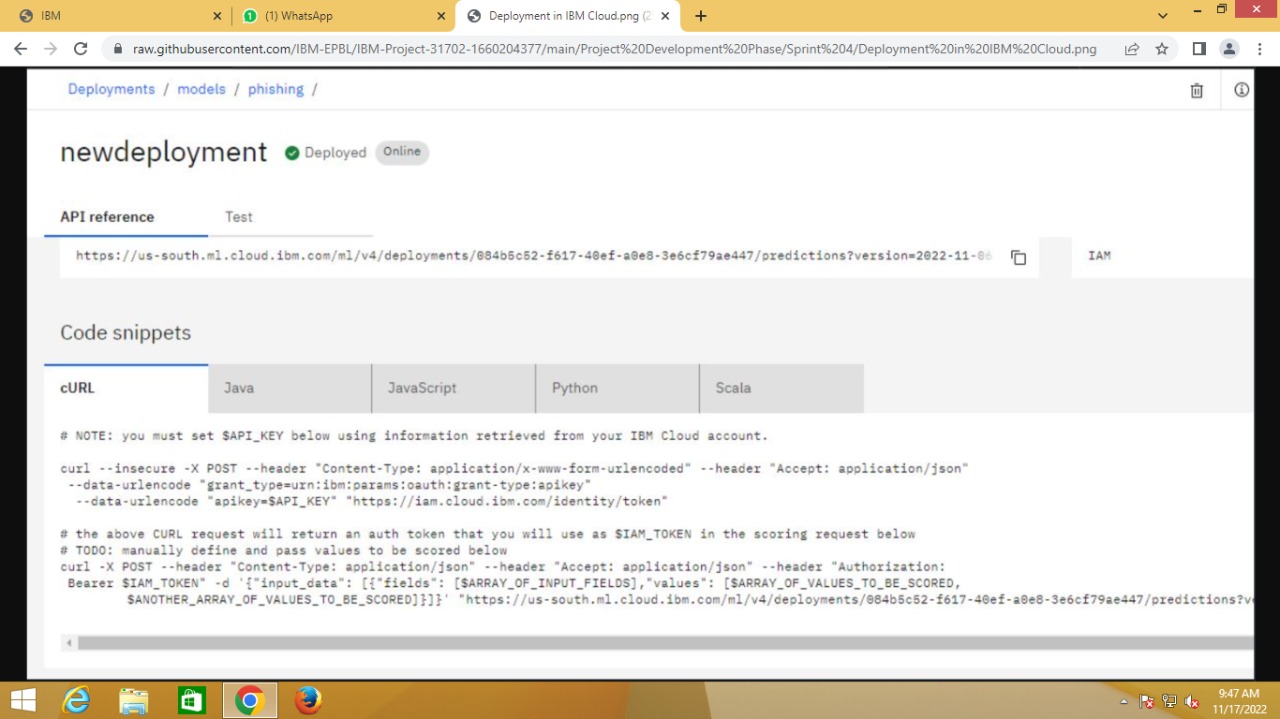 IBM
(1) WhatsApp
Deployment in IBM Cloud.png (2
raw.githubusercontent.com/IBM-EPBL/IBM-Project-31702-1660204377/main/Project%20Development%20Phase/Sprint%204/Deployment%20in%20IBM%20Cloud.png
Deployments / models / phishing /
newdeployment Deployed Online
API reference Test
https://us-south.ml.cloud.ibm.com/ml/v4/deployments/084b5c52-f617-40ef-a0e8-3e6cf79ae447/predictions?version=2022-11-06 IAM
Code snippets
cURL Java JavaScript Python Scala
# NOTE: you must set $API_KEY below using information retrieved from your IBM Cloud account.
curl --insecure -X POST --header "Content-Type: application/x-www-form-urlencoded" --header "Accept: application/json"
--data-urlencode "grant_type=urn:ibm:params:oauth:grant-type:apikey"
--data-urlencode "apikey=$API_KEY" "https://iam.cloud.ibm.com/identity/token"
# the above CURL request will return an auth token that you will use as $IAM_TOKEN in the scoring request below
# TODO: manually define and pass values to be scored below
curl -X POST --header "Content-Type: application/json" --header "Accept: application/json" --header "Authorization:
Bearer $IAM_TOKEN" -d '{"input_data": [{"fields": [$ARRAY_OF_INPUT_FIELDS],"values": [$ARRAY_OF_VALUES_TO_BE_SCORED,
$ANOTHER_ARRAY_OF_VALUES_TO_BE_SCORED]}]}' "https://us-south.ml.cloud.ibm.com/ml/v4/deployments/084b5c52-f617-40ef-a0e8-3e6cf79ae447/predictions?ve
9:47 AM
11/17/2022